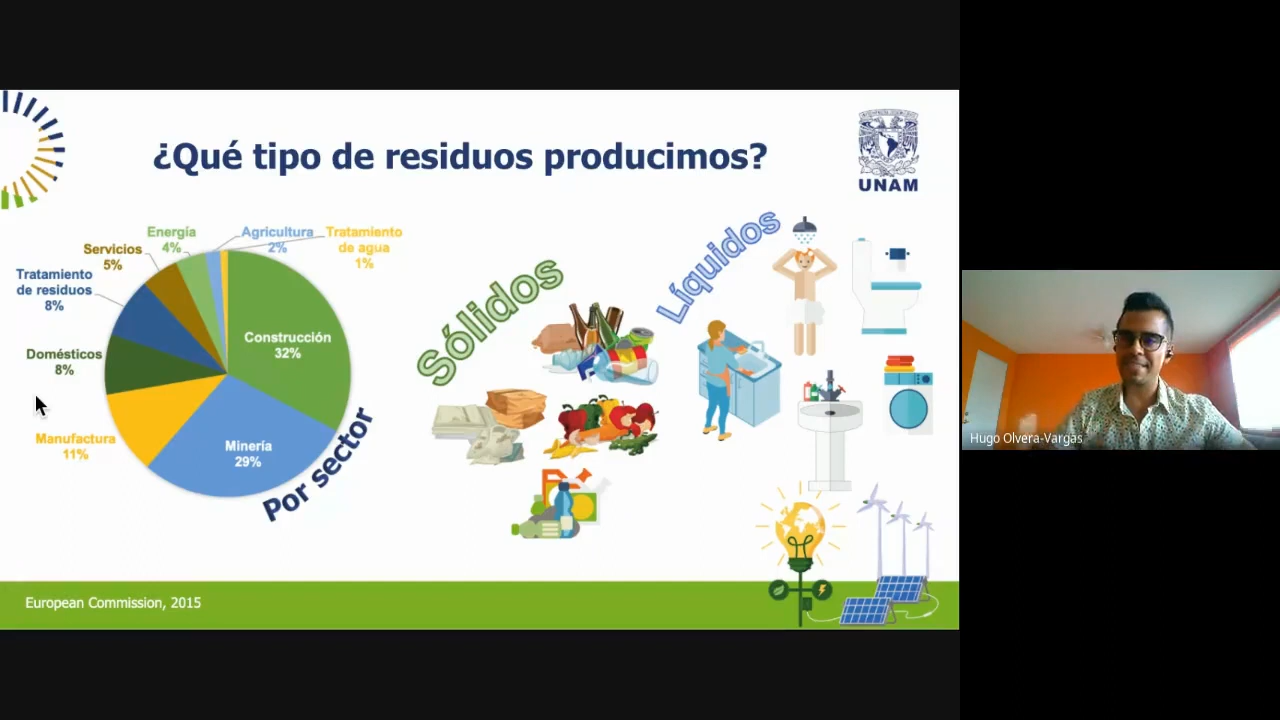 ¿Qué tipo de residuos producimos?
UNAM
Energía
4%
Agricultura
2%
Tratamiento
de agua
1%
Servicios
5%
Tratamiento
de residuos
8%
Construcción
32%
Domésticos
8%
Manufactura
11%
Minería
29%
Por sector
Sólidos
Líquidos
European Commission, 2015
Hugo Olvera-Vargas